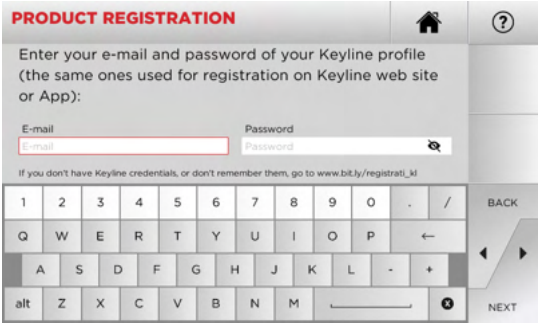 PRODUCT REGISTRATION
?
Enter your e-mail and password of your Keyline profile
(the same ones used for registration on Keyline web site
or App):
E-mail Password
E-mail Password
If you don't have Keyline credentials, or don't remember them, go to www.bit.ly/registrati_kl
1 2 3 4 5 6 7 8 9 0 . / BACK
Q W E R T Y U I O P ←
A S D F G H J K L - +
alt Z X C V B N M NEXT